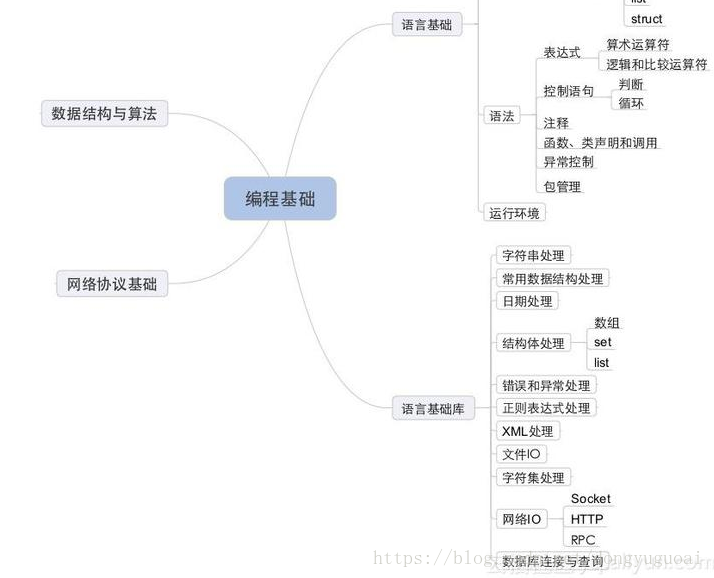 list
struct
语言基础
表达式
算术运算符
逻辑和比较运算符
控制语句
判断
循环
语法
注释
函数、类声明和调用
异常控制
包管理
运行环境
数据结构与算法
编程基础
网络协议基础
语言基础库
字符串处理
常用数据结构处理
日期处理
结构体处理
数组
set
list
错误和异常处理
正则表达式处理
XML处理
文件IO
字符集处理
网络IO
Socket
HTTP
RPC
数据库连接与查询